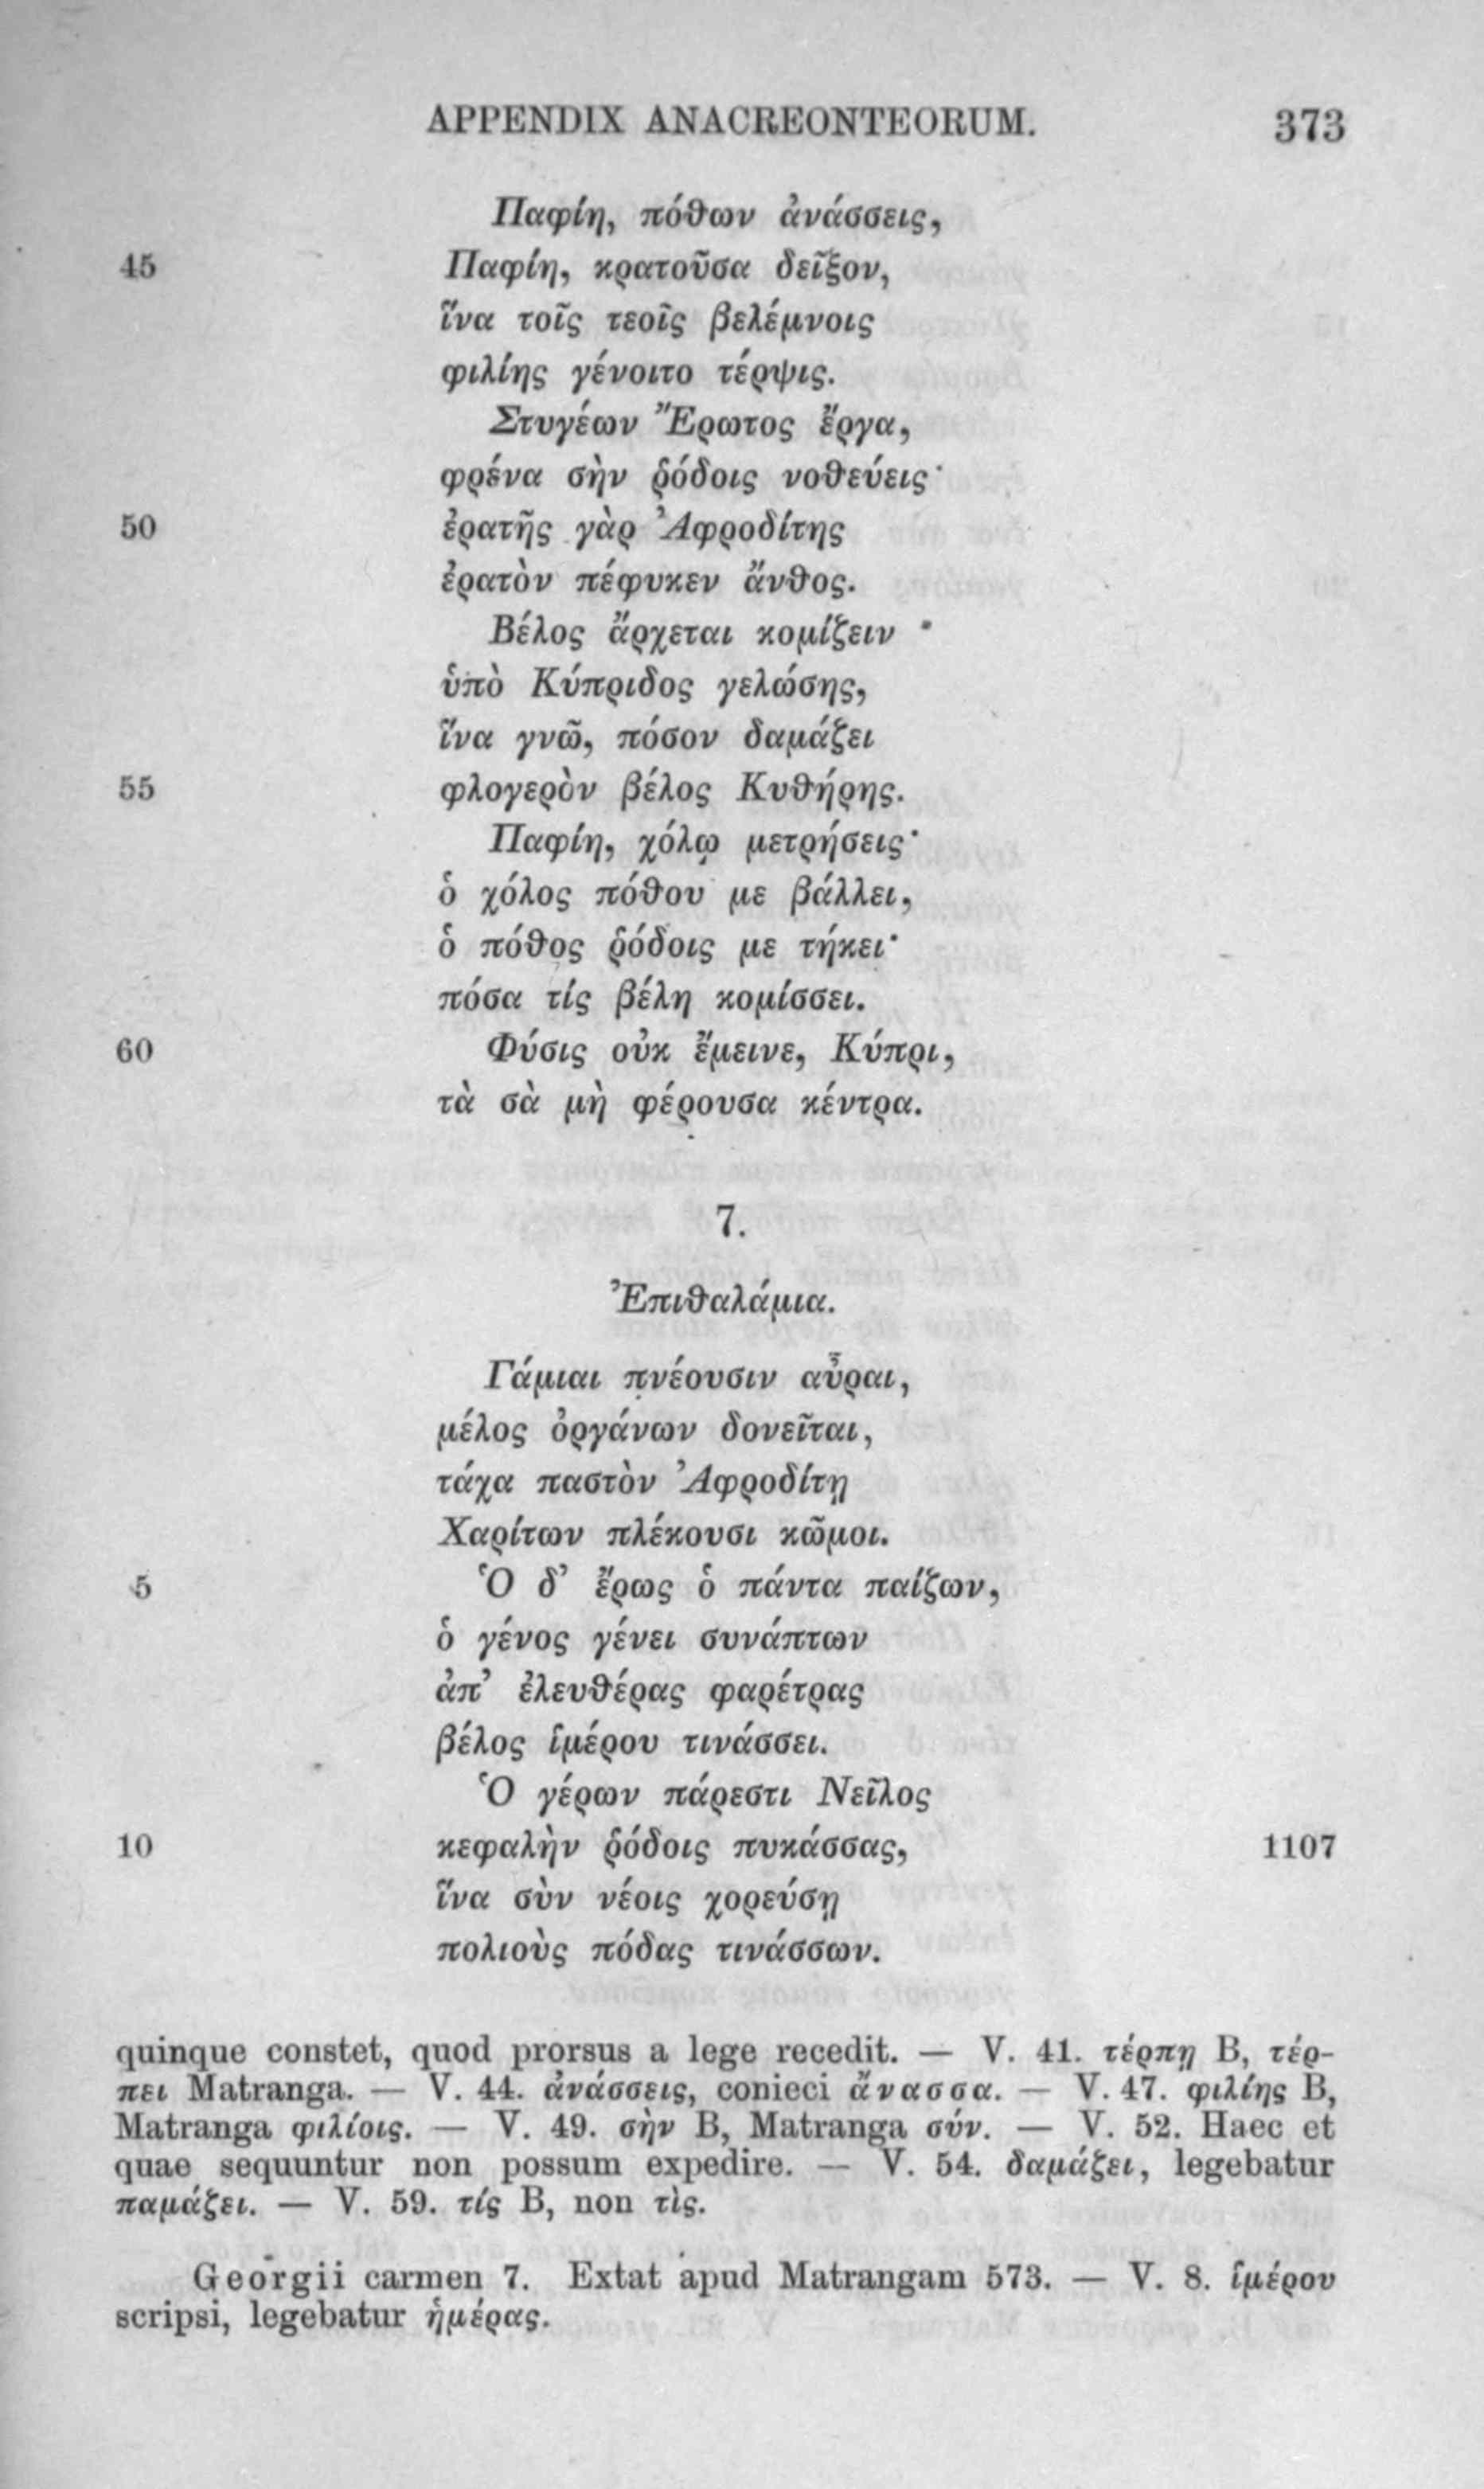 APPENDIX ANACREONTEORUM. 373
Παφίη, πόθων ἀνάσσεις,
45 Παφίη, κρατοῦσα δεῖξον,
ἵνα τοῖς τεοῖς βελέμνοις
φιλίης γένοιτο τέρψις.
Στυγέων Ἔρωτος ἔργα,
φρένα σὴν ῥόδοις νοθεύεις·
50 ἐρατῆς γὰρ Ἀφροδίτης
ἐρατὸν πέφυκεν ἄνθος.
Βέλος ἄρχεται κομίζειν
ὑπὸ Κύπριδος γελώσης,
ἵνα γνῶ, πόσον δαμάζει
55 φλογερὸν βέλος Κυθήρης.
Παφίη, χόλῳ μετρήσεις·
ὁ χόλος πόθου με βάλλει,
ὁ πόθος ῥόδοις με τήκει·
πόσα τίς βέλη κομίσσει.
60 Φύσις οὐκ ἔμεινε, Κύπρι,
τὰ σὰ μὴ φέρουσα κέντρα.
7.
Ἐπιθαλάμια.
Γάμιαι πνέουσιν αὖραι,
μέλος ὀργάνων δονεῖται,
τάχα παστὸν Ἀφροδίτῃ
Χαρίτων πλέκουσι κῶμοι.
5 Ὁ δ’ ἔρως ὁ πάντα παίζων,
ὁ γένος γένει συνάπτων
ἀπ’ ἐλευθέρας φαρέτρας
βέλος ἱμέρου τινάσσει.
Ὁ γέρων πάρεστι Νεῖλος
10 κεφαλὴν ῥόδοις πυκάσσας, 1107
ἵνα σὺν νέοις χορεύσῃ
πολιοὺς πόδας τινάσσων.
quinque constet, quod prorsus a lege recedit. — V. 41. τέρπῃ B, τέρ-
πει Matranga. — V. 44. ἀνάσσεις, conieci ἄνασσα. — V. 47. φιλίης B,
Matranga φιλίοις. — V. 49. σὴν B, Matranga σύν. — V. 52. Haec et
quae sequuntur non possum expedire. — V. 54. δαμάζει, legebatur
παμάζει. — V. 59. τίς B, non τὶς.
Georgii carmen 7. Extat apud Matrangam 573. — V. 8. ἱμέρου
scripsi, legebatur ἡμέρας.